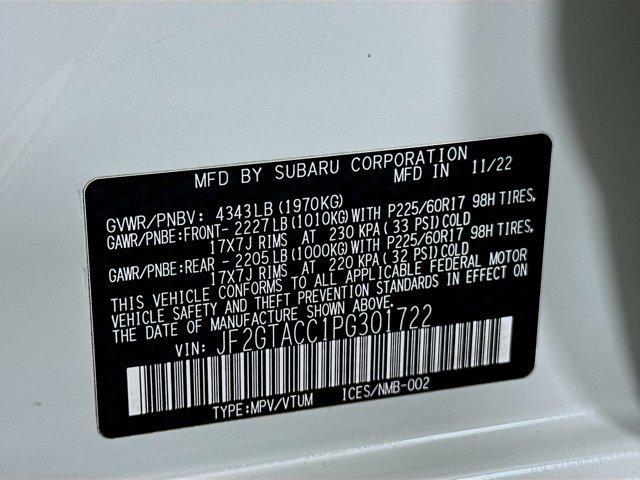 MFD BY SUBARU CORPORATION
MFD IN 11/22
GVWR/PNBV: 4343LB(1970KG)
GAWR/PNBE:FRONT- 2227LB(1010KG)WITH P225/60R17 98H TIRES,
17X7J RIMS AT 230 KPA(33 PSI)COLD
GAWR/PNBE:REAR - 2205LB(1000KG)WITH P225/60R17 98H TIRES,
17X7J RIMS AT 220 KPA(32 PSI)COLD
THIS VEHICLE CONFORMS TO ALL APPLICABLE FEDERAL MOTOR
VEHICLE SAFETY AND THEFT PREVENTION STANDARDS IN EFFECT ON
THE DATE OF MANUFACTURE SHOWN ABOVE.
VIN: JF2GTACC1PG301722
TYPE:MPV/VTUM ICES/NMB-002